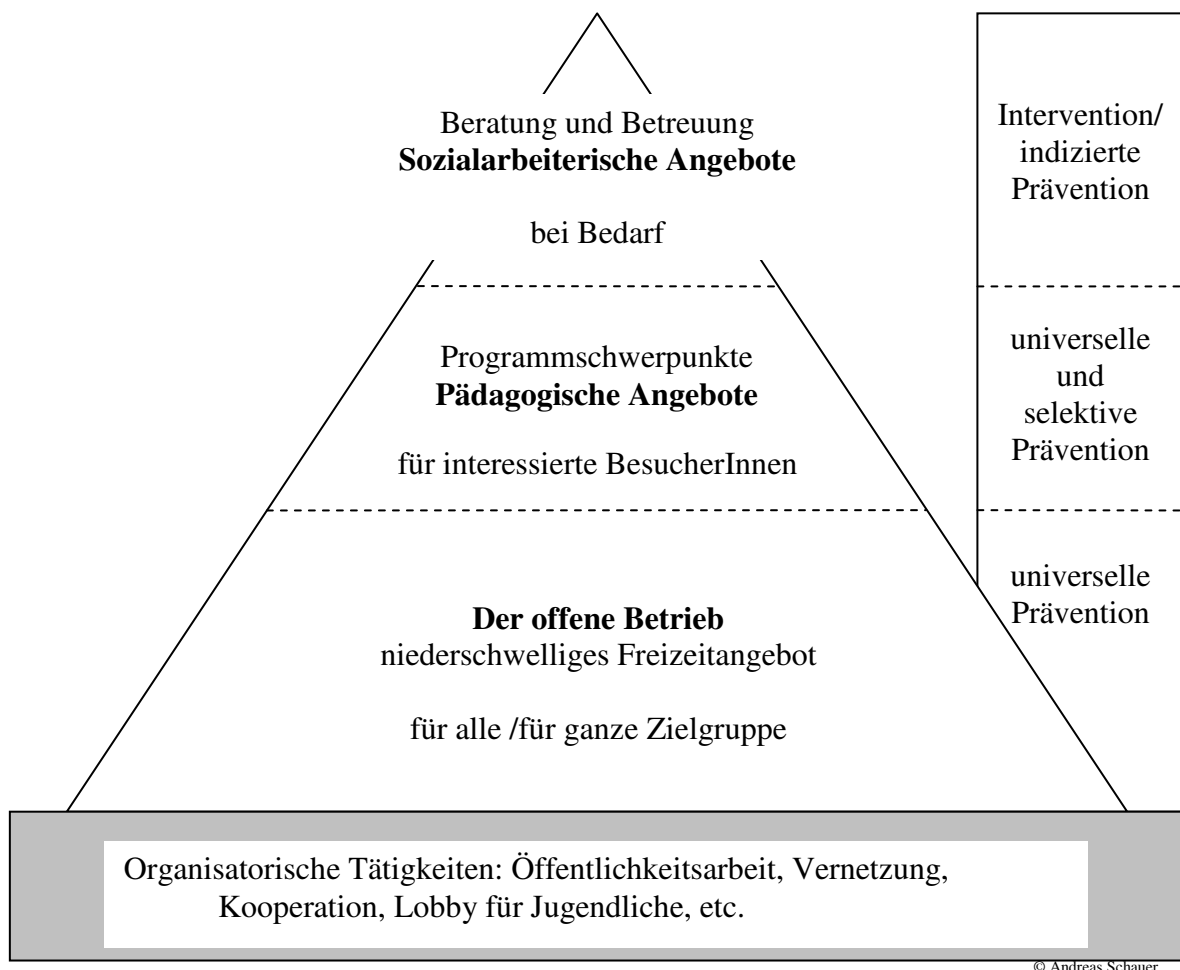 Beratung und Betreuung
Sozialarbeiterische Angebote
bei Bedarf
Intervention/
indizierte
Prävention
Programmschwerpunkte
Pädagogische Angebote
für interessierte BesucherInnen
universelle
und
selektive
Prävention
Der offene Betrieb
niederschwelliges Freizeitangebot
für alle /für ganze Zielgruppe
universelle
Prävention
Organisatorische Tätigkeiten: Öffentlichkeitsarbeit, Vernetzung,
Kooperation, Lobby für Jugendliche, etc.
© Andreas Schauer